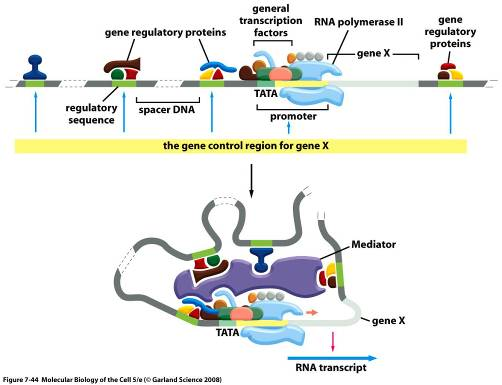 general
transcription
factors
gene regulatory proteins
RNA polymerase II
gene
regulatory
proteins
gene X
regulatory
sequence
spacer DNA
TATA
promoter
the gene control region for gene X
Mediator
TATA
gene X
RNA transcript
Figure 7-44 Molecular Biology of the Cell 5/e (© Garland Science 2008)